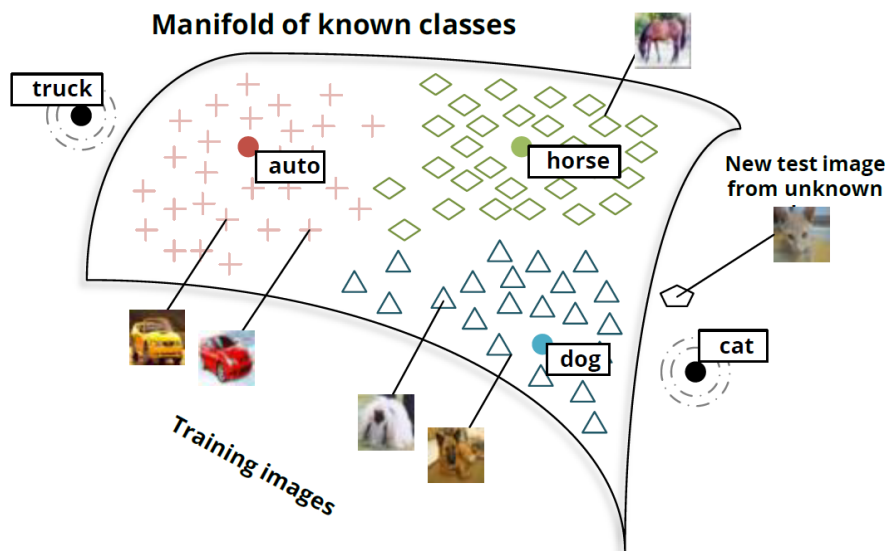 Manifold of known classes
truck
auto
horse
New test image
from unknown
cat
dog
Training images